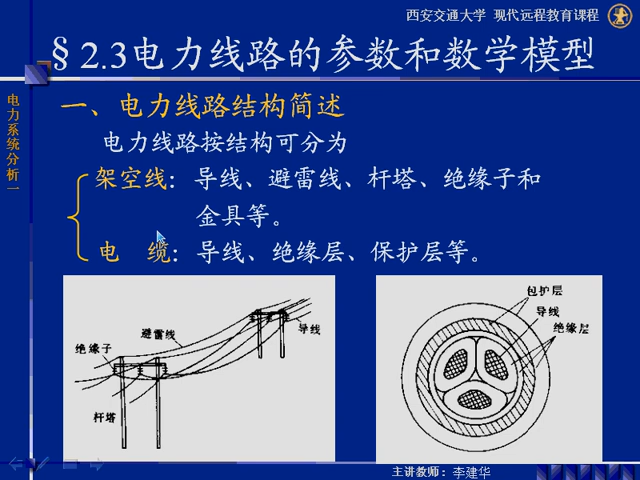 西安交通大学 现代远程教育课程
§2.3电力线路的参数和数学模型
电力系统分析一
一、电力线路结构简述
电力线路按结构可分为
架空线：导线、避雷线、杆塔、绝缘子和
金具等。
电 缆：导线、绝缘层、保护层等。
避雷线
导线
绝缘子
杆塔
包护层
导线
绝缘层
主讲教师：李建华